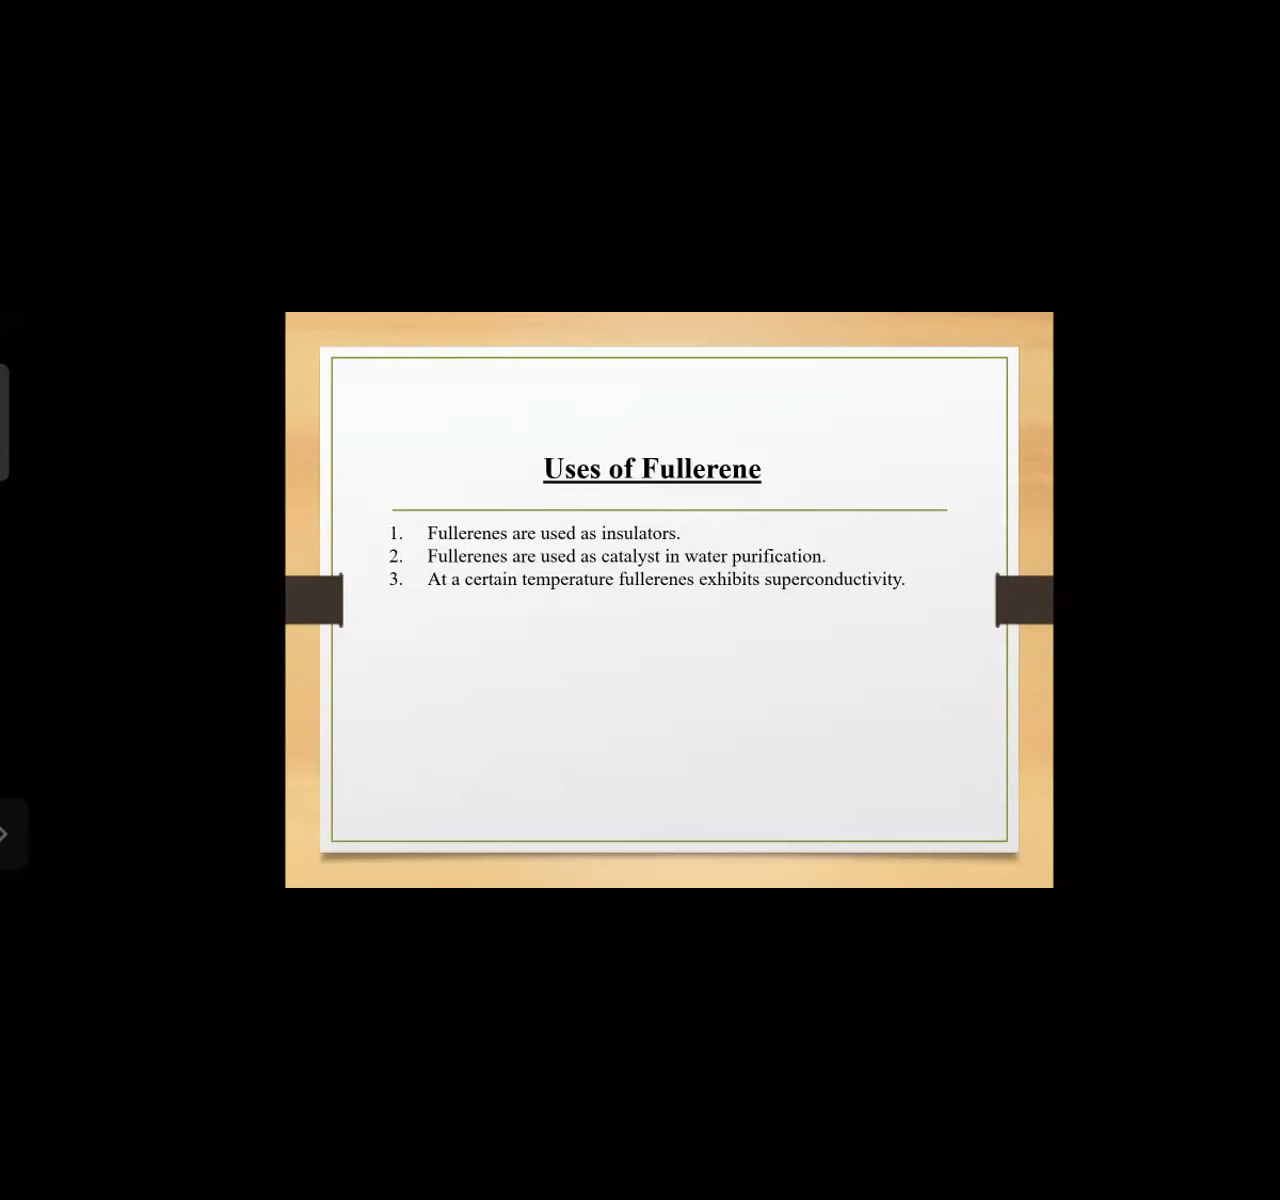 Uses of Fullerene
1. Fullerenes are used as insulators.
2. Fullerenes are used as catalyst in water purification.
3. At a certain temperature fullerenes exhibits superconductivity.